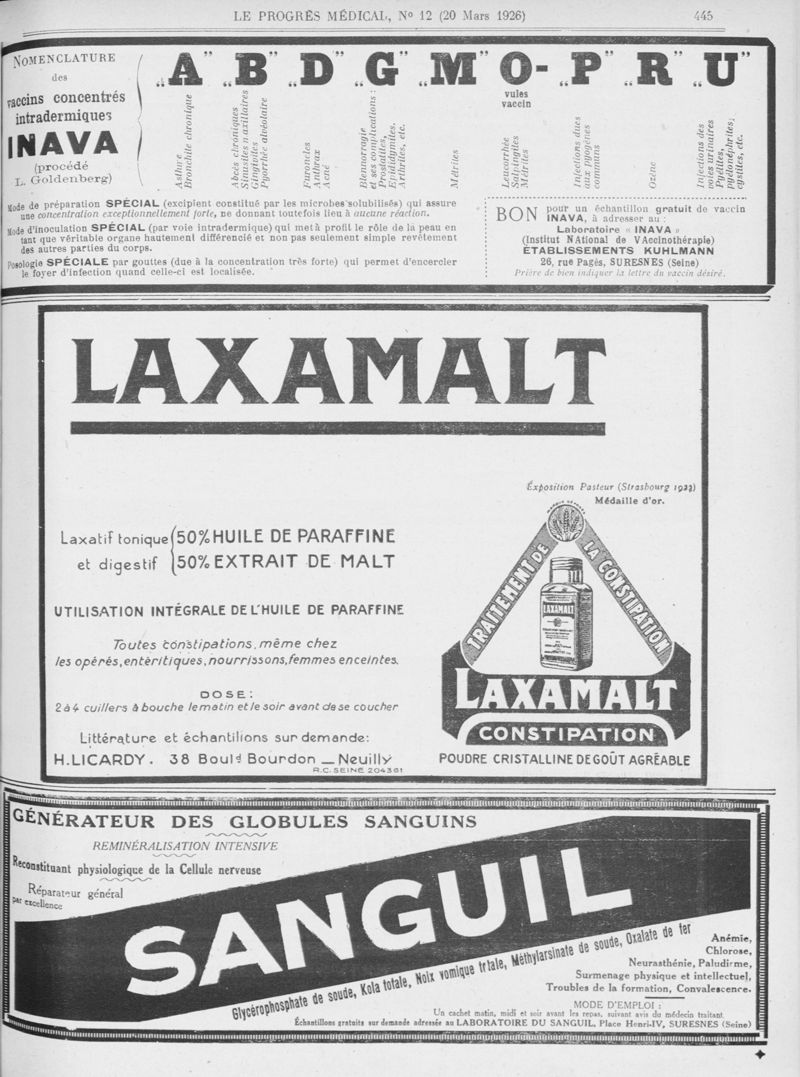 LE PROGRÈS MÉDICAL, No 12 (20 Mars 1926)
445
NOMENCLATURE
des
vaccins concentrés
intradermiques
INAVA
(procédé
L. Goldenberg)
„A”
Asthme
Bronchite chronique
„B”
Abcès chroniques
Sinusites maxillaires
Gingivites
Pyorrhée alvéolaire
„D”
Furoncles
Anthrax
Acné
„G”
Blennorragie
et ses complications :
Prostatites,
Epididymites,
Arthrites, etc.
„M”
Métrites
O-
vules
vaccin
Leucorrhée
Salpingites
Métrites
„P”
Infections dues
aux pyogènes
communs
„R”
Ozène
„U”
Infections des
voies urinaires
Pyélites,
pyélonéphrites;
cystites, etc.
Mode de préparation SPÉCIAL (excipient constitué par les microbes solubilisés) qui assure
une concentration exceptionnellement forte, ne donnant toutefois lieu à aucune réaction.
Mode d'inoculation SPÉCIAL (par voie intradermique) qui met à profit le rôle de la peau en
tant que véritable organe hautement différencié et non pas seulement simple revêtement
des autres parties du corps.
Posologie SPÉCIALE par gouttes (due à la concentration très forte) qui permet d'encercler
le foyer d'infection quand celle-ci est localisée.
BON pour un échantillon gratuit de vaccin
INAVA, à adresser au :
Laboratoire « INAVA »
(Institut NAtional de VAccinothérapie)
ÉTABLISSEMENTS KUHLMANN
26, rue Pagès, SURESNES (Seine)
Prière de bien indiquer la lettre du vaccin désiré.
LAXAMALT
Exposition Pasteur (Strasbourg 1923)
Médaille d'or.
Laxatif tonique
et digestif
50% HUILE DE PARAFFINE
50% EXTRAIT DE MALT
UTILISATION INTÉGRALE DE L'HUILE DE PARAFFINE
Toutes constipations, même chez
les opérés, entéritiques, nourrissons, femmes enceintes.
DOSE :
2 à 4 cuillers à bouche le matin et le soir avant de se coucher
Littérature et échantillons sur demande:
H. LICARDY. 38 Bould Bourdon _ Neuilly
R.C. SEINE 204361
TRAITEMENT DE
LA CONSTIPATION
LAXAMALT
LAXAMALT
CONSTIPATION
POUDRE CRISTALLINE DE GOÛT AGRÉABLE
GÉNÉRATEUR DES GLOBULES SANGUINS
REMINÉRALISATION INTENSIVE
Reconstituant physiologique de la Cellule nerveuse
Réparateur général
par excellence
SANGUIL
Glycérophosphate de soude, Kola totale, Noix vomique trtale, Méthylarsinate de soude, Oxalate de fer
Anémie,
Chlorose,
Neurasthénie, Paludisme,
Surmenage physique et intellectuel,
Troubles de la formation, Convalescence.
MODE D'EMPLOI :
Un cachet matin, midi et soir avant les repas, suivant avis du médecin traitant
Échantillons gratuits sur demande adressée au LABORATOIRE DU SANGUIL, Place Henri-IV, SURESNES (Seine)